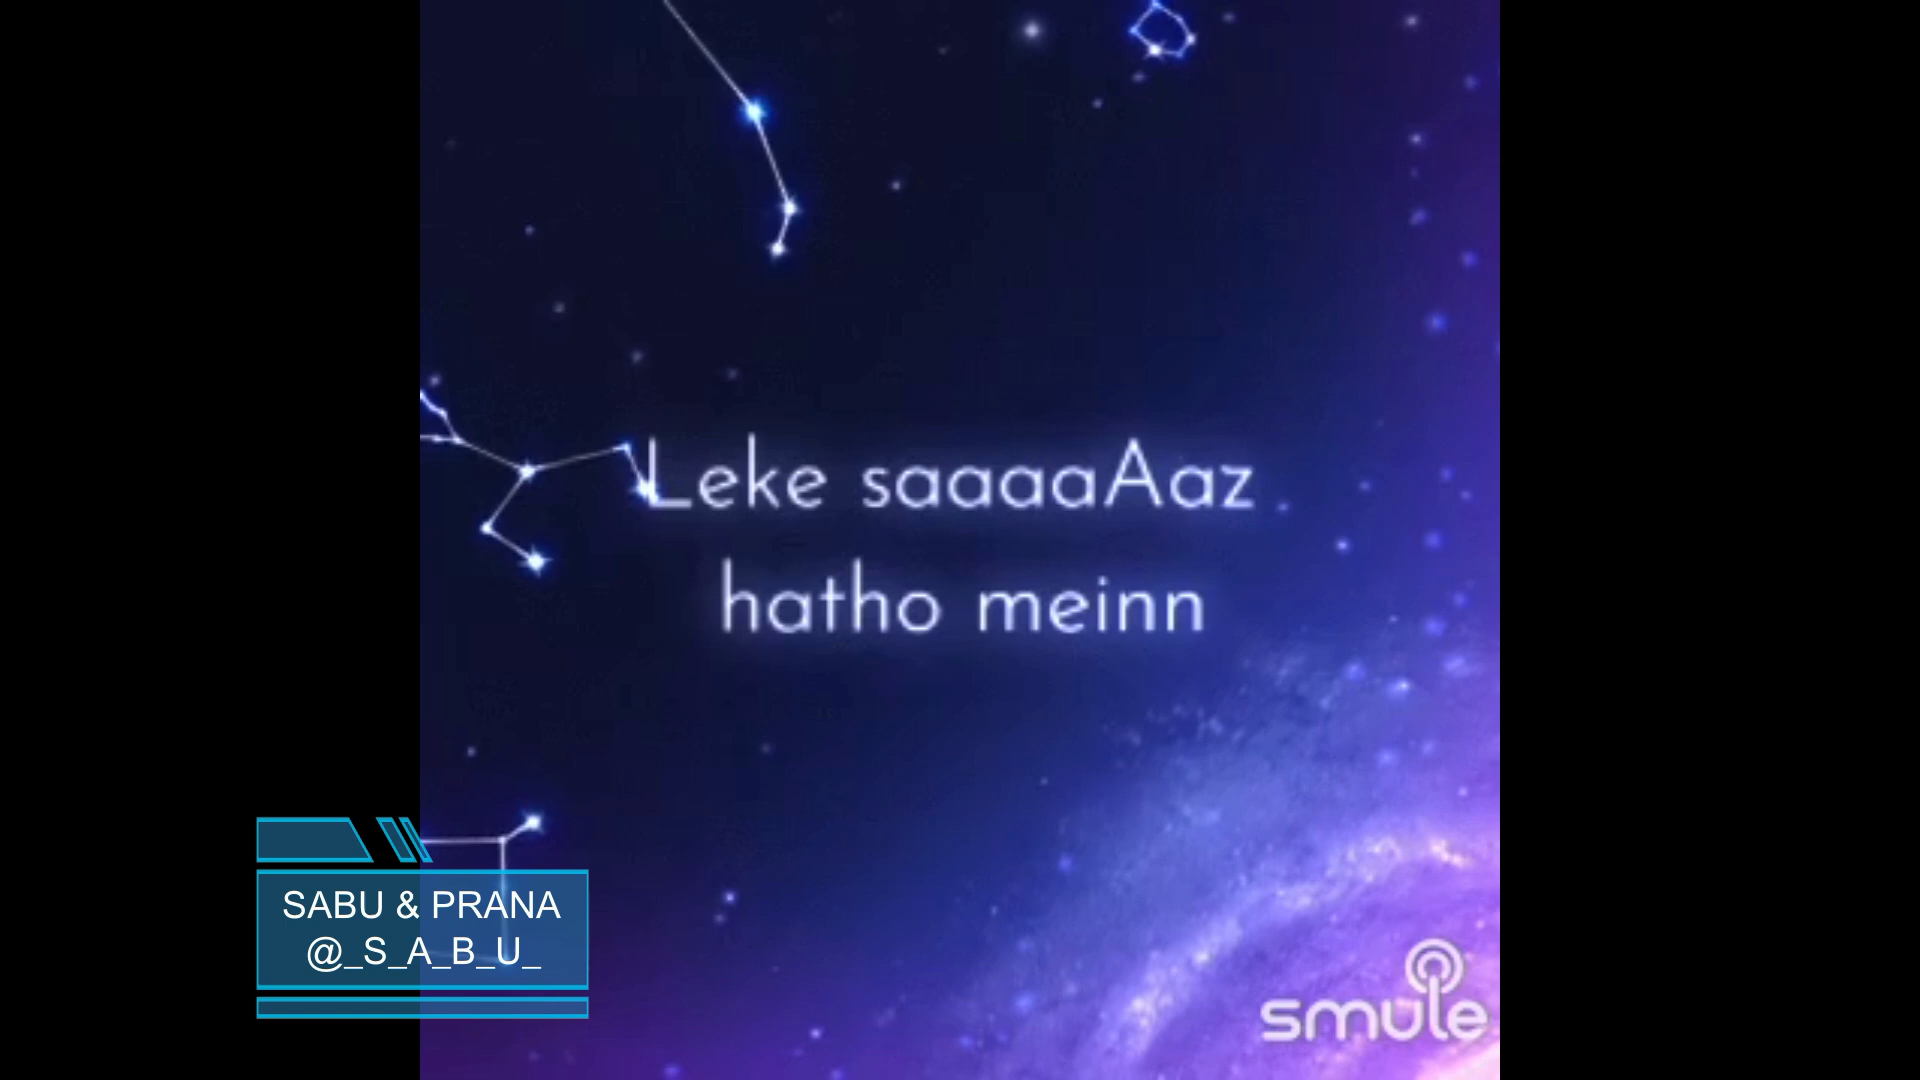 Leke saaaaAaz
hatho meinn
SABU & PRANA
@_S_A_B_U_
smule